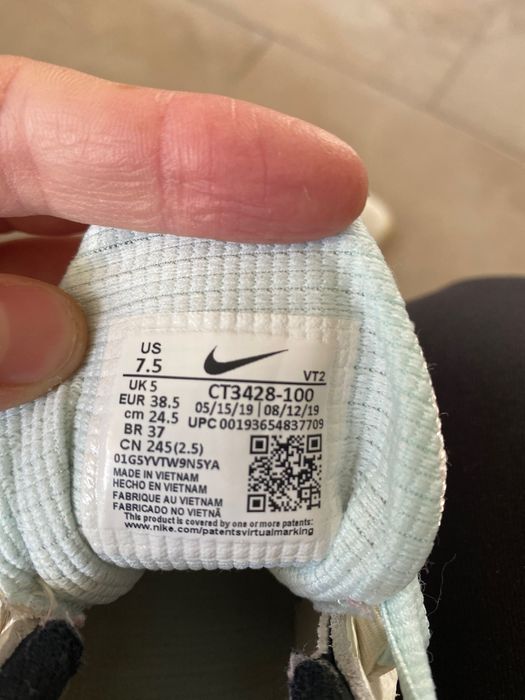 US
7.5
VT2
UK 5
CT3428-100
EUR 38.5
05/15/19 | 08/12/19
cm 24.5
UPC 00193654837709
BR 37
CN 245(2.5)
01G5YVTW9N5YA
MADE IN VIETNAM
HECHO EN VIETNAM
FABRIQUE AU VIETNAM
FABRICADO NO VIETNÃ
This product is covered by one or more patents:
www.nike.com/patentsvirtualmarking